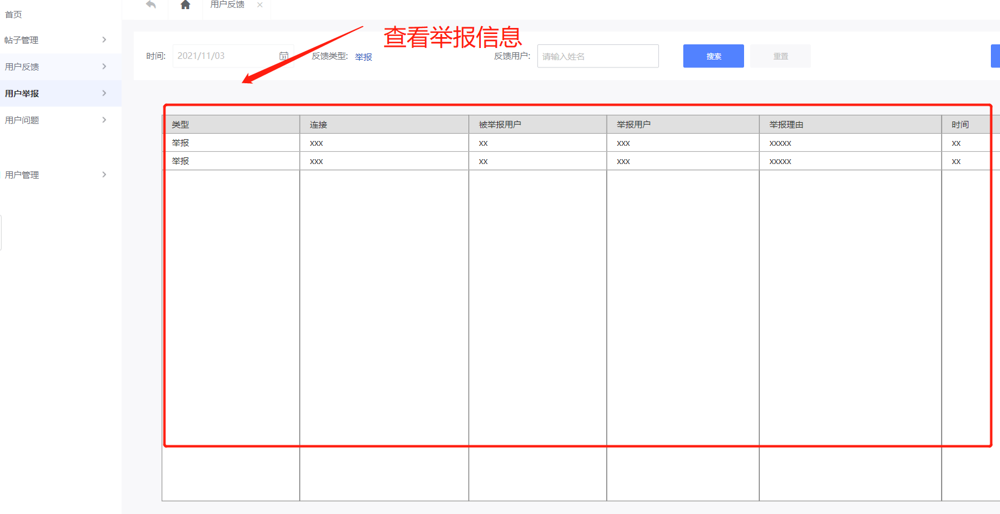 首页
帖子管理
用户反馈
用户举报
用户问题
用户管理
用户反馈
查看举报信息
时间: 2021/11/03 反馈类型: 举报 反馈用户: 请输入姓名 搜索 重置
类型 连接 被举报用户 举报用户 举报理由 时间
举报 xxx xx xxx xxxxx xx
举报 xxx xx xxx xxxxx xx